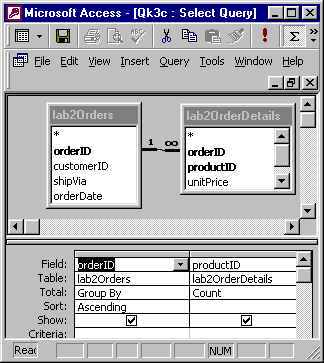 Microsoft Access - [Qk3c : Select Query]
File Edit View Insert Query Tools Window Help
lab2Orders
*
orderID
customerID
shipVia
orderDate
1 ∞
lab2OrderDetails
*
orderID
productID
unitPrice
Field: orderID productID
Table: lab2Orders lab2OrderDetails
Total: Group By Count
Sort: Ascending
Show:
Criteria:
Read NUM